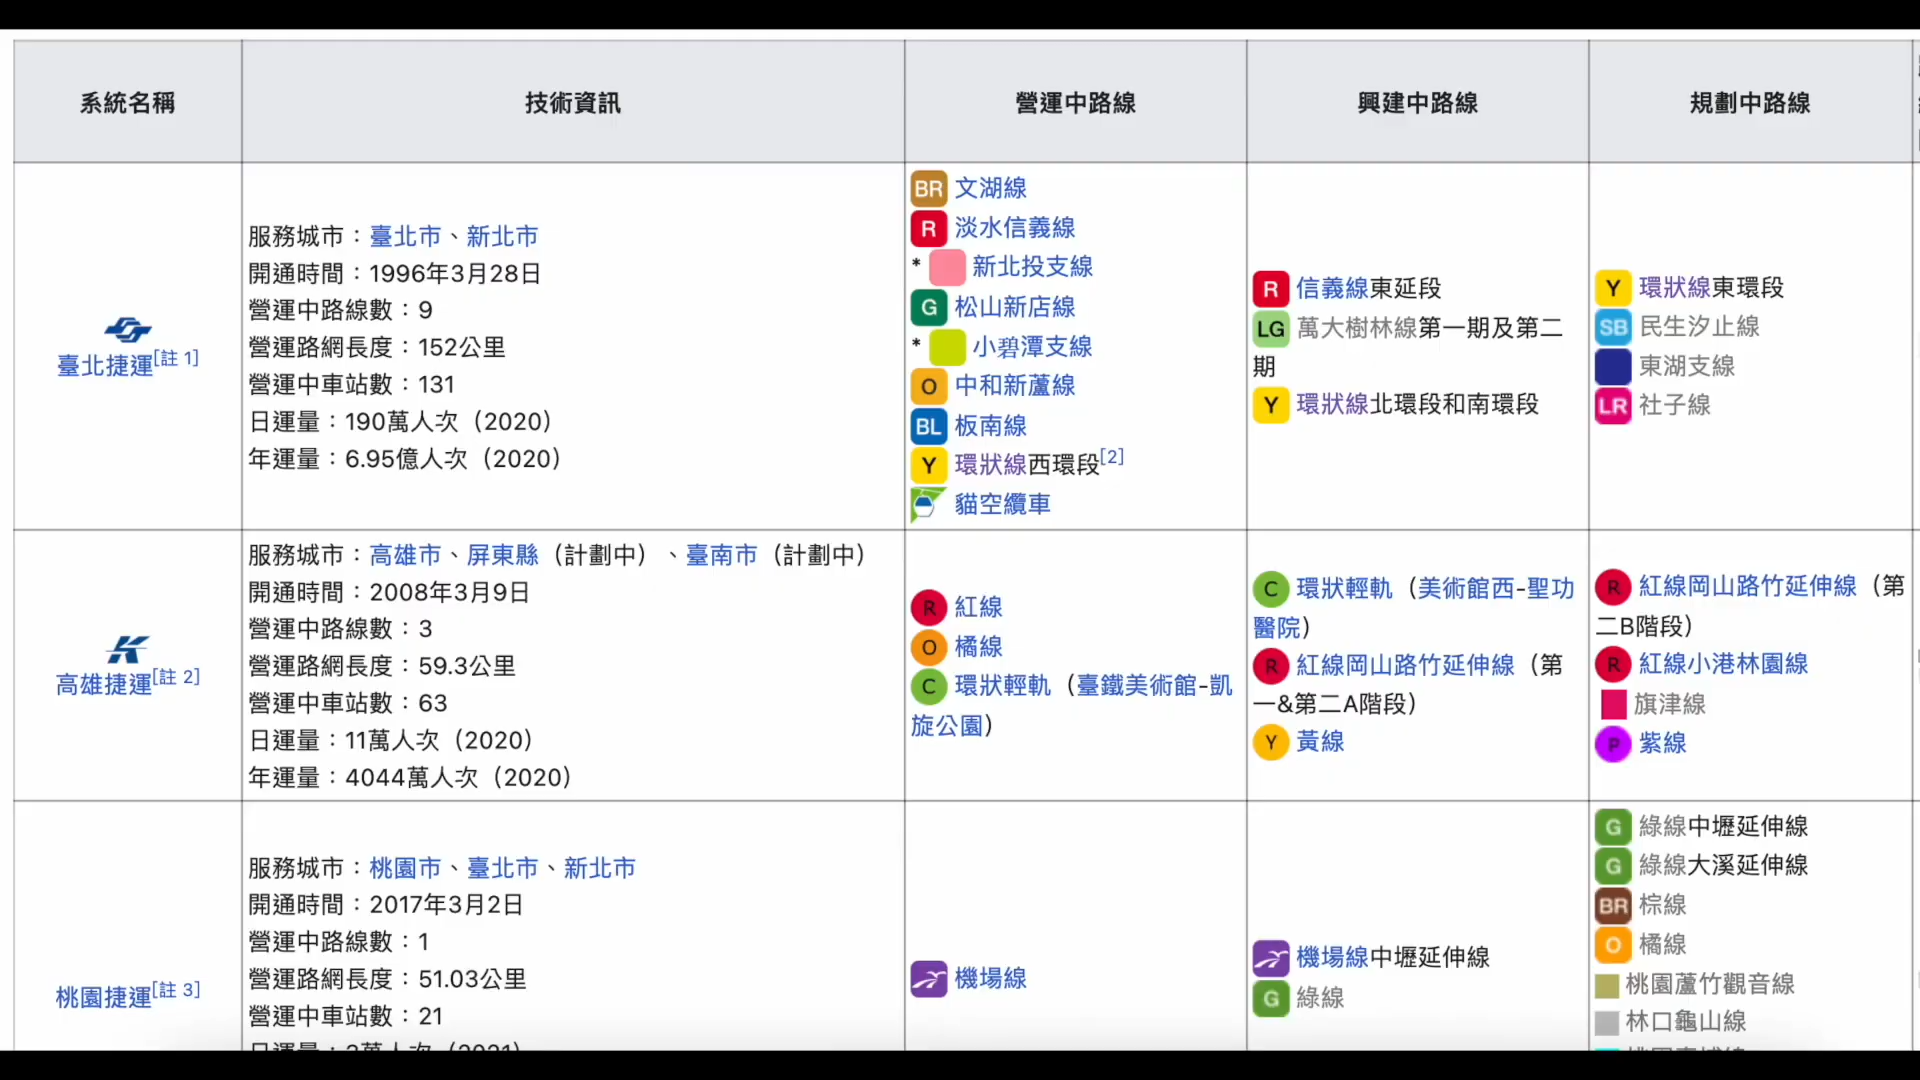 系統名稱
技術資訊
營運中路線
興建中路線
規劃中路線
臺北捷運[註 1]
服務城市：臺北市、新北市
開通時間：1996年3月28日
營運中路線數：9
營運路網長度：152公里
營運中車站數：131
日運量：190萬人次（2020）
年運量：6.95億人次（2020）
BR 文湖線
R 淡水信義線
* 新北投支線
G 松山新店線
* 小碧潭支線
O 中和新蘆線
BL 板南線
Y 環狀線西環段[2]
貓空纜車
R 信義線東延段
LG 萬大樹林線第一期及第二
期
Y 環狀線北環段和南環段
Y 環狀線東環段
SB 民生汐止線
東湖支線
LR 社子線
高雄捷運[註 2]
服務城市：高雄市、屏東縣（計劃中）、臺南市（計劃中）
開通時間：2008年3月9日
營運中路線數：3
營運路網長度：59.3公里
營運中車站數：63
日運量：11萬人次（2020）
年運量：4044萬人次（2020）
R 紅線
O 橘線
C 環狀輕軌（臺鐵美術館-凱
旋公園）
C 環狀輕軌（美術館西-聖功
醫院）
R 紅線岡山路竹延伸線（第
一&第二A階段）
Y 黃線
R 紅線岡山路竹延伸線（第
二B階段）
R 紅線小港林園線
旗津線
P 紫線
桃園捷運[註 3]
服務城市：桃園市、臺北市、新北市
開通時間：2017年3月2日
營運中路線數：1
營運路網長度：51.03公里
營運中車站數：21
機場線
機場線中壢延伸線
G 綠線
G 綠線中壢延伸線
G 綠線大溪延伸線
BR 棕線
O 橘線
桃園蘆竹觀音線
林口龜山線